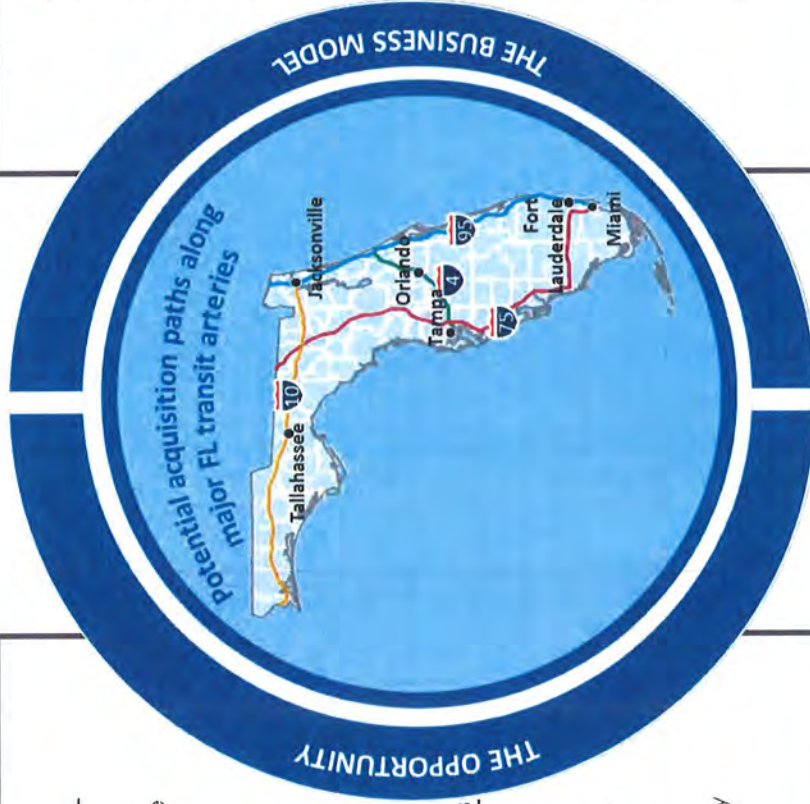 THE BUSINESS MODEL
Potential acquisition paths along
major FL transit arteries
Jacksonville
10
Tallahassee
Orlando
4
Tampa
95
75
Fort
Lauderdale
Miami
THE OPPORTUNITY